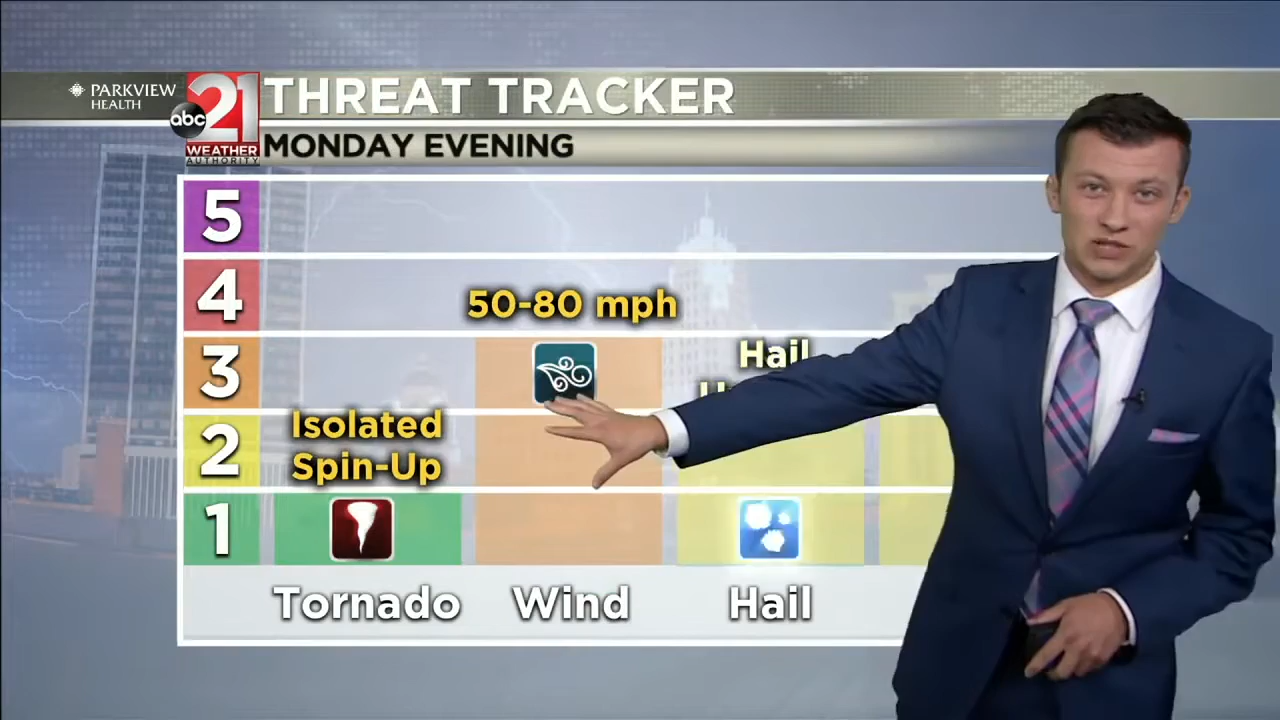 PARKVIEW
HEALTH
abc
21
WEATHER
AUTHORITY
THREAT TRACKER
MONDAY EVENING
5
4
50-80 mph
3
Hail
2
Isolated
Spin-Up
1
Tornado
Wind
Hail